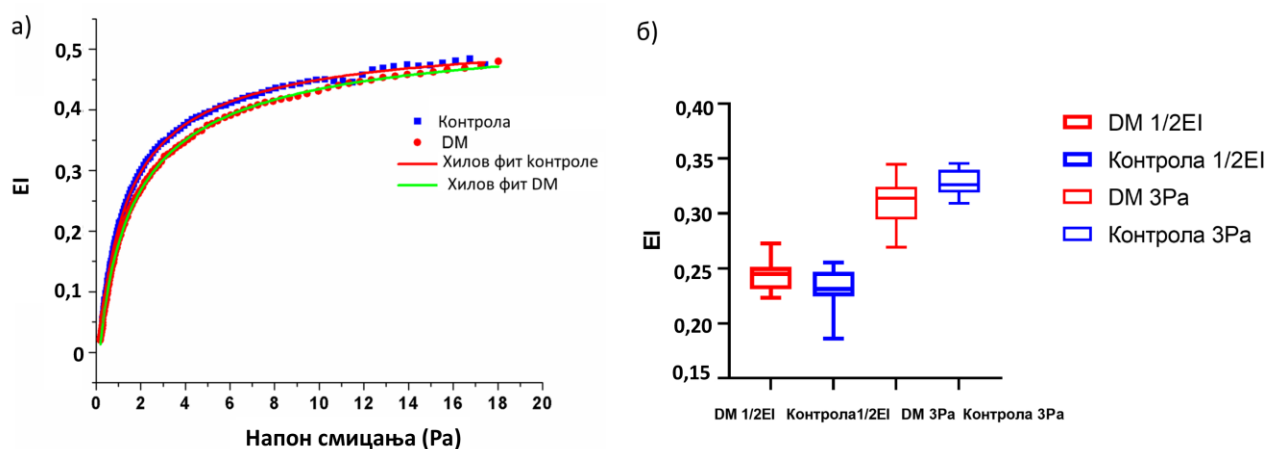 а)
0,5
0,4
0,3
0,2
0,1
0
EI
0 2 4 6 8 10 12 14 16 18 20
Напон смицања (Pa)
Контрола
DM
Хилов фит kонтроле
Хилов фит DM
б)
0,40
0,35
0,30
0,25
0,20
0,15
EI
DM 1/2EI Контрола1/2EI DM 3Pa Контрола 3Pa
DM 1/2EI
Контрола 1/2EI
DM 3Pa
Контрола 3Pa